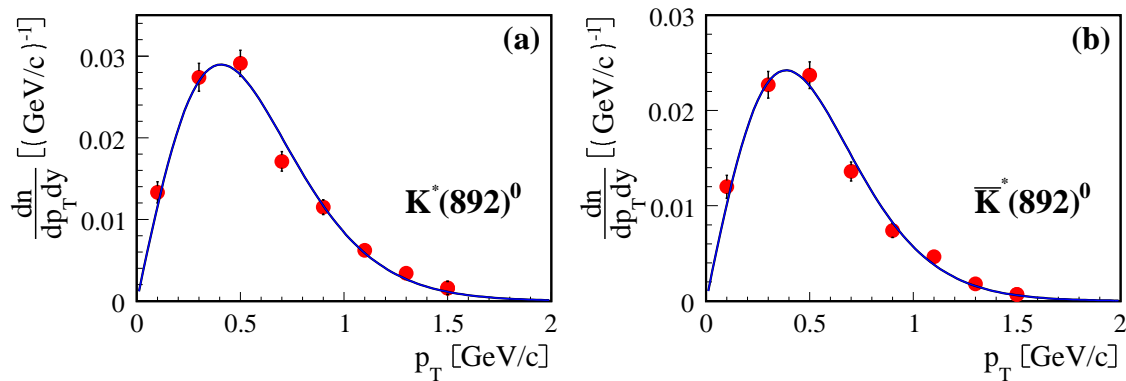 (a)
dn
dp_T dy [(GeV/c)^-1]
0.03
0.02
0.01
0
K^*(892)^0
0 0.5 1 1.5 2
p_T [GeV/c]
(b)
dn
dp_T dy [(GeV/c)^-1]
0.03
0.02
0.01
0
K̅^*(892)^0
0 0.5 1 1.5 2
p_T [GeV/c]